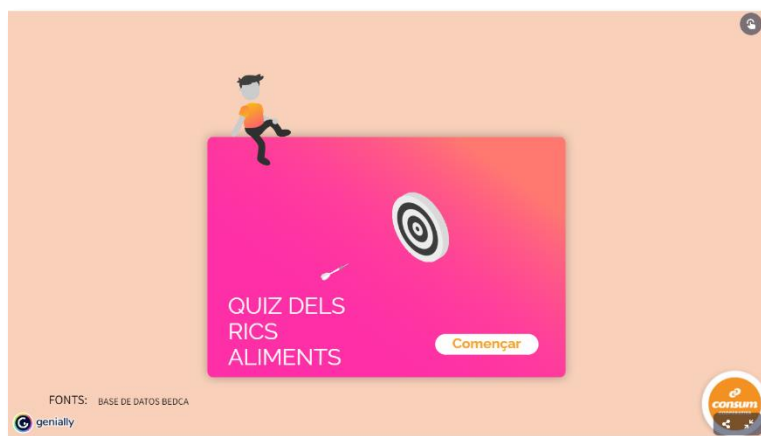 QUIZ DELS
RICS
ALIMENTS
Començar
FONTS: BASE DE DATOS BEDCA
genially
consum